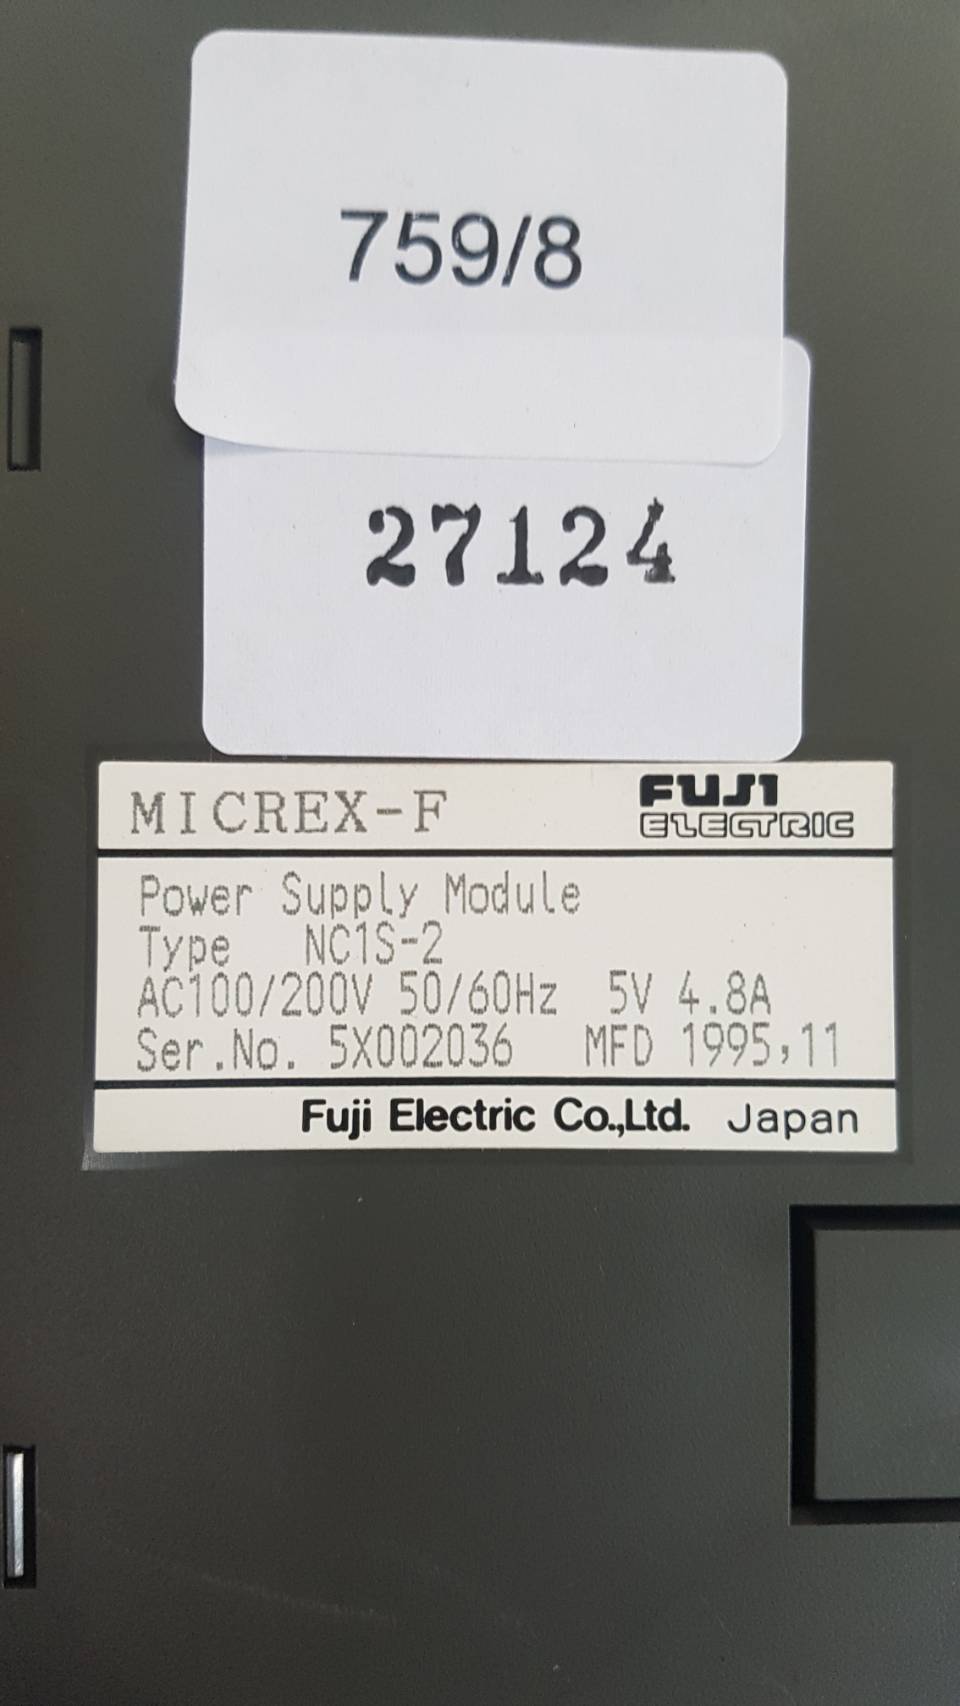 759/8
27124
MICREX-F FUJI
ELECTRIC
Power Supply Module
Type NC1S-2
AC100/200V 50/60Hz 5V 4.8A
Ser.No. 5X002036 MFD 1995,11
Fuji Electric Co.,Ltd. Japan